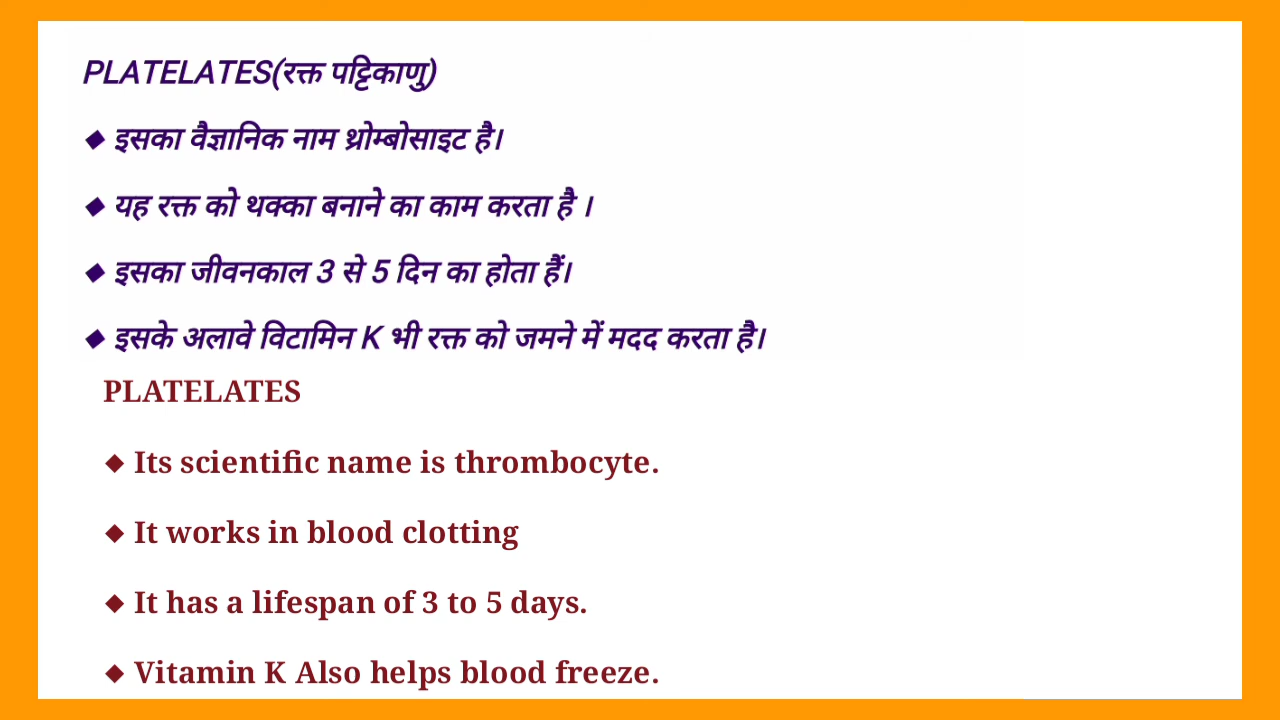 PLATELATES(रक्त पट्टिकाणु)
◆ इसका वैज्ञानिक नाम थ्रोम्बोसाइट है।
◆ यह रक्त को थक्का बनाने का काम करता है ।
◆ इसका जीवनकाल 3 से 5 दिन का होता हैं।
◆ इसके अलावे विटामिन K भी रक्त को जमने में मदद करता है।
PLATELATES
◆ Its scientific name is thrombocyte.
◆ It works in blood clotting
◆ It has a lifespan of 3 to 5 days.
◆ Vitamin K Also helps blood freeze.